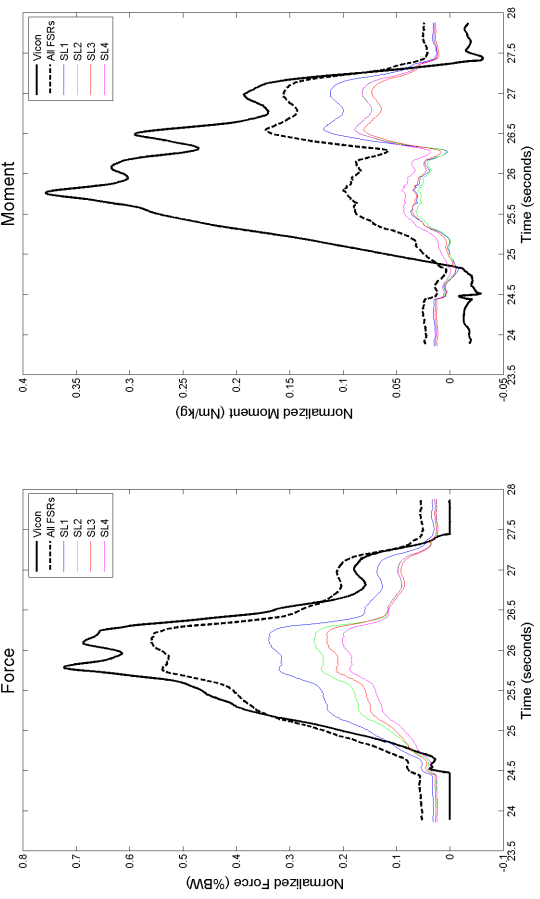 Force
Vicon
All FSRs
SL1
SL2
SL3
SL4
0.8
0.7
0.6
0.5
0.4
0.3
0.2
0.1
0
-0.1
Normalized Force (%BW)
23.5
24
24.5
25
25.5
26
26.5
27
27.5
28
Time (seconds)
Moment
Vicon
All FSRs
SL1
SL2
SL3
SL4
0.4
0.35
0.3
0.25
0.2
0.15
0.1
0.05
0
-0.05
Normalized Moment (Nm/kg)
23.5
24
24.5
25
25.5
26
26.5
27
27.5
28
Time (seconds)